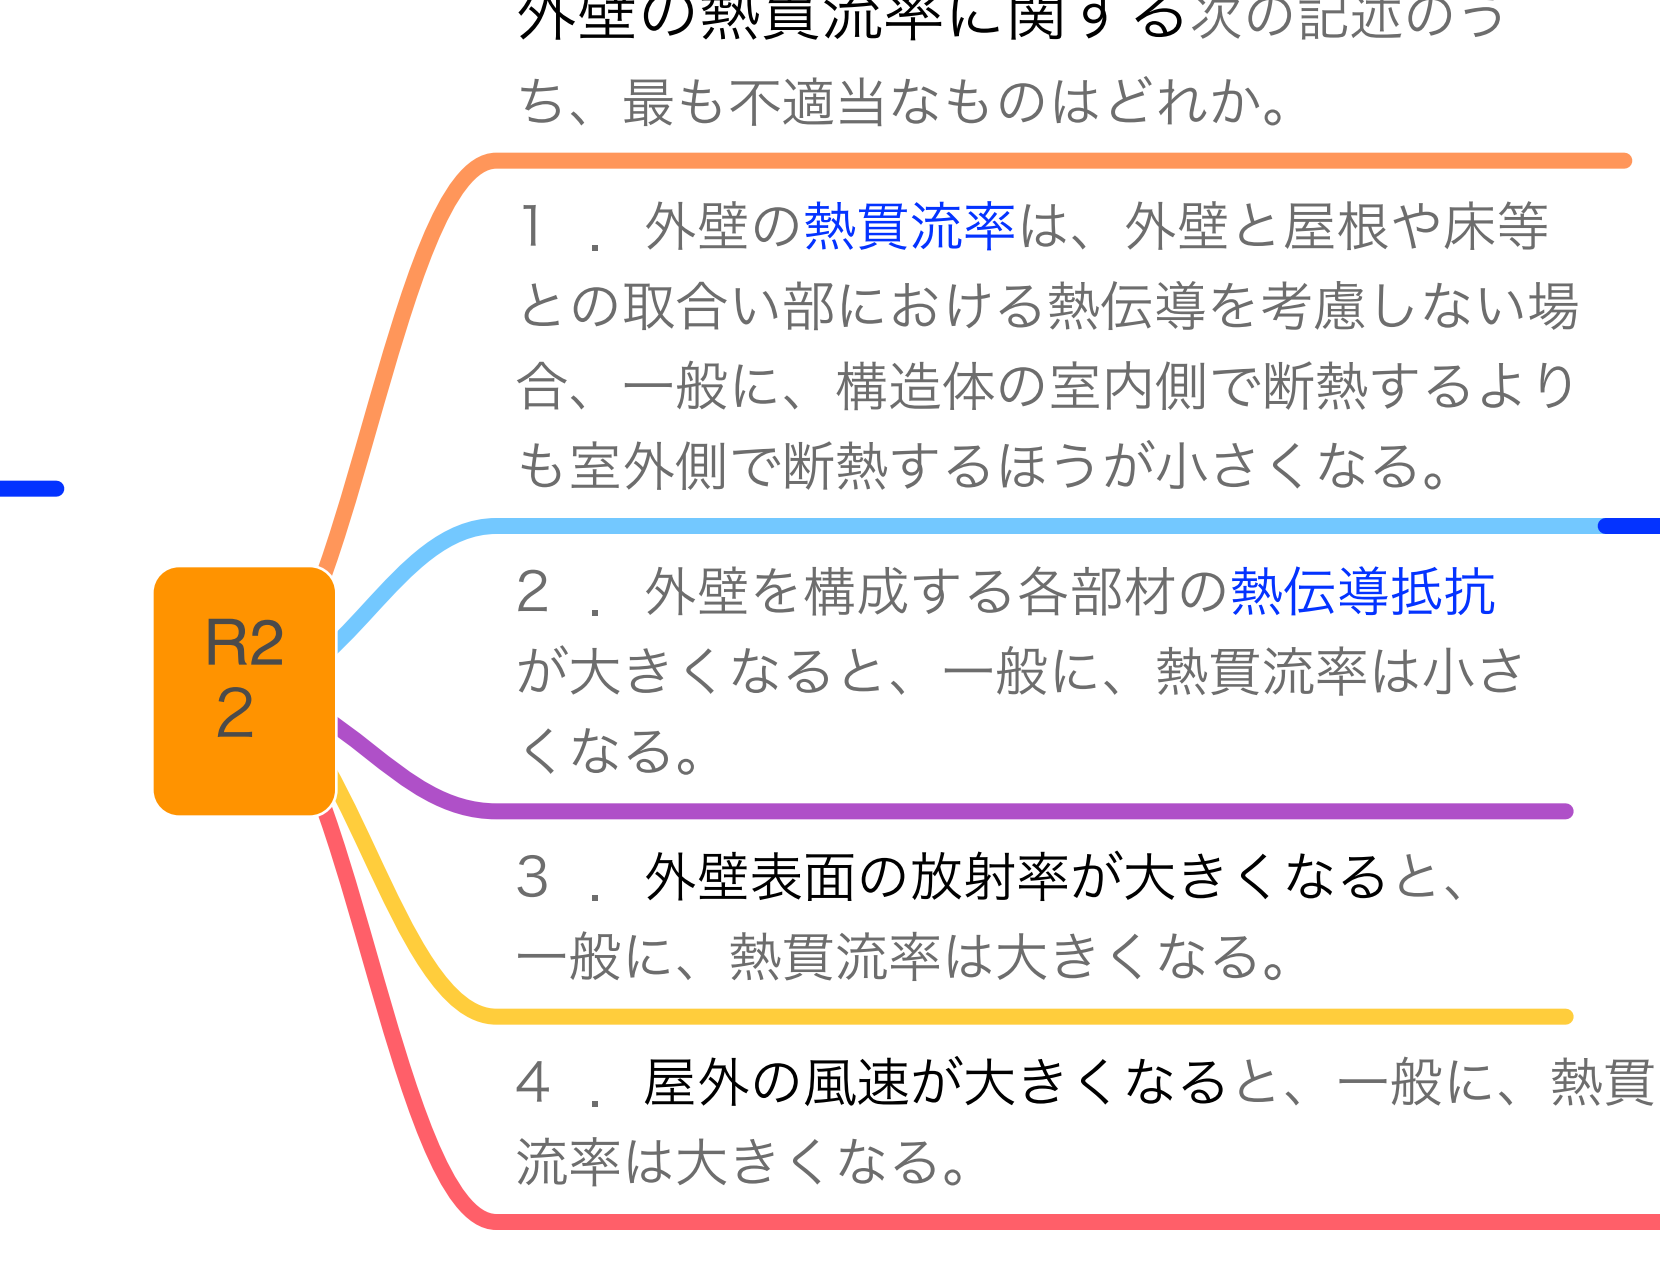 外壁の熱貫流率に関する次の記述のう
ち、最も不適当なものはどれか。
1．外壁の熱貫流率は、外壁と屋根や床等
との取合い部における熱伝導を考慮しない場
合、一般に、構造体の室内側で断熱するより
も室外側で断熱するほうが小さくなる。
R2
2
2．外壁を構成する各部材の熱伝導抵抗
が大きくなると、一般に、熱貫流率は小さ
くなる。
3．外壁表面の放射率が大きくなると、
一般に、熱貫流率は大きくなる。
4．屋外の風速が大きくなると、一般に、熱貫
流率は大きくなる。